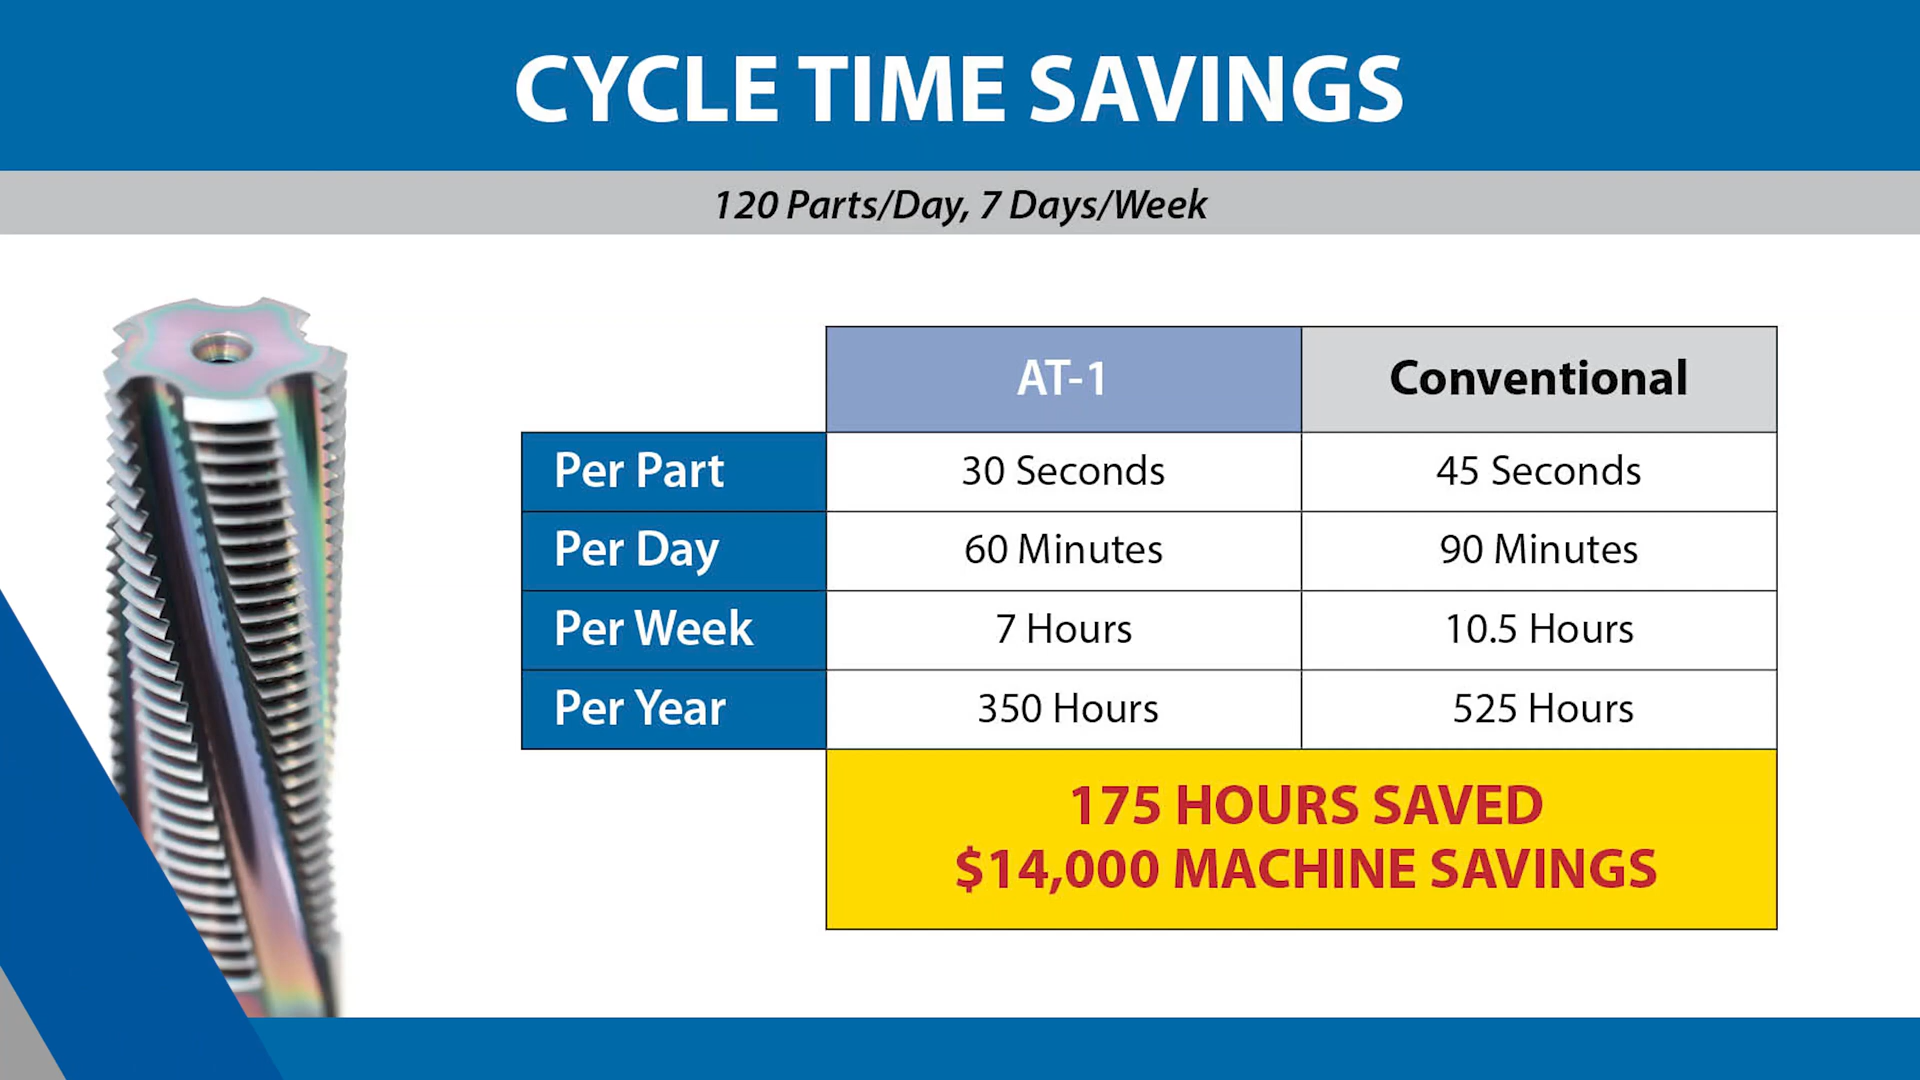 CYCLE TIME SAVINGS
120 Parts/Day, 7 Days/Week
AT-1 Conventional
Per Part 30 Seconds 45 Seconds
Per Day 60 Minutes 90 Minutes
Per Week 7 Hours 10.5 Hours
Per Year 350 Hours 525 Hours
175 HOURS SAVED
$14,000 MACHINE SAVINGS